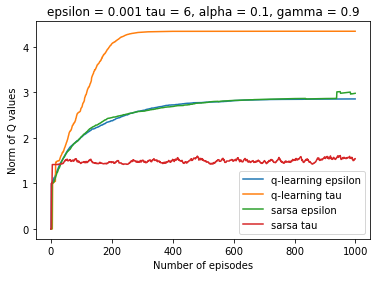 epsilon = 0.001 tau = 6, alpha = 0.1, gamma = 0.9
Norm of Q values
4
3
2
1
0
q-learning epsilon
q-learning tau
sarsa epsilon
sarsa tau
0 200 400 600 800 1000
Number of episodes